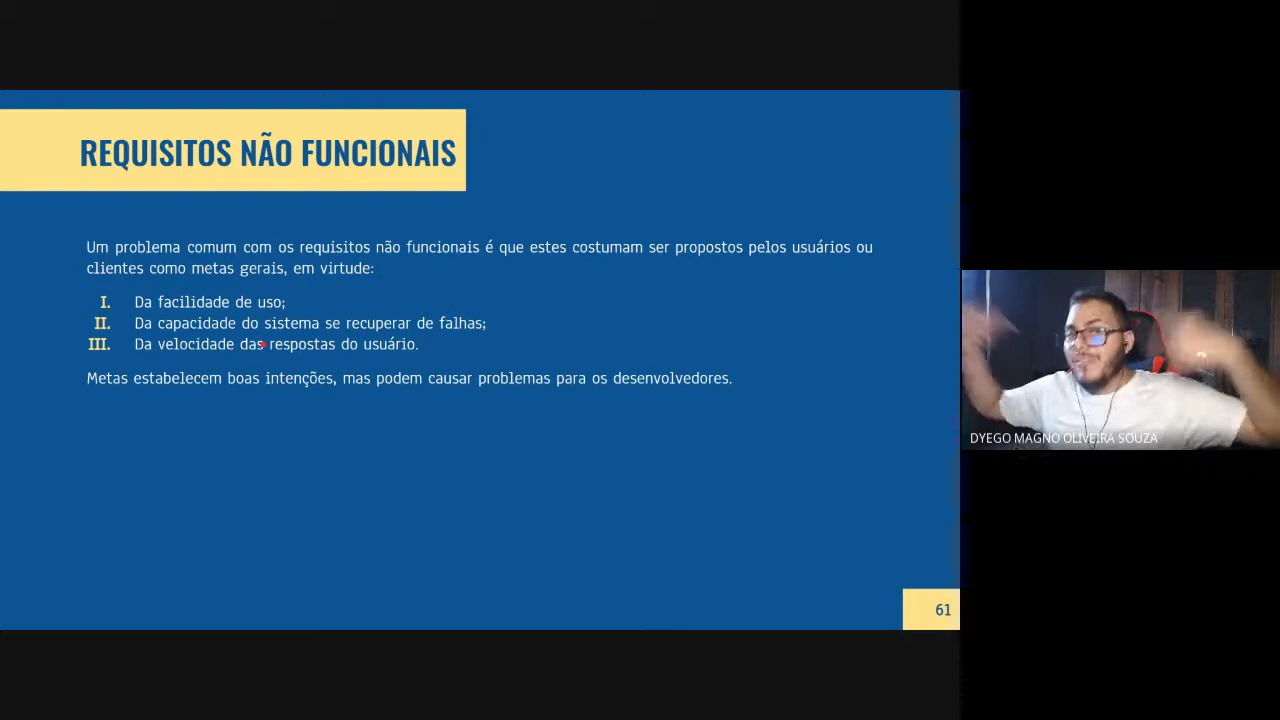 REQUISITOS NÃO FUNCIONAIS
Um problema comum com os requisitos não funcionais é que estes costumam ser propostos pelos usuários ou
clientes como metas gerais, em virtude:
I. Da facilidade de uso;
II. Da capacidade do sistema se recuperar de falhas;
III. Da velocidade das respostas do usuário.
Metas estabelecem boas intenções, mas podem causar problemas para os desenvolvedores.
61
DYEGO MAGNO OLIVEIRA SOUZA